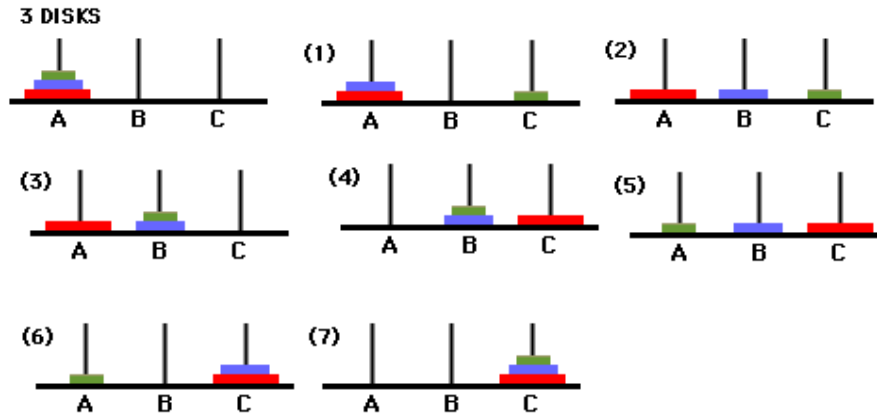 3 DISKS
A B C
(1)
A B C
(2)
A B C
(3)
A B C
(4)
A B C
(5)
A B C
(6)
A B C
(7)
A B C